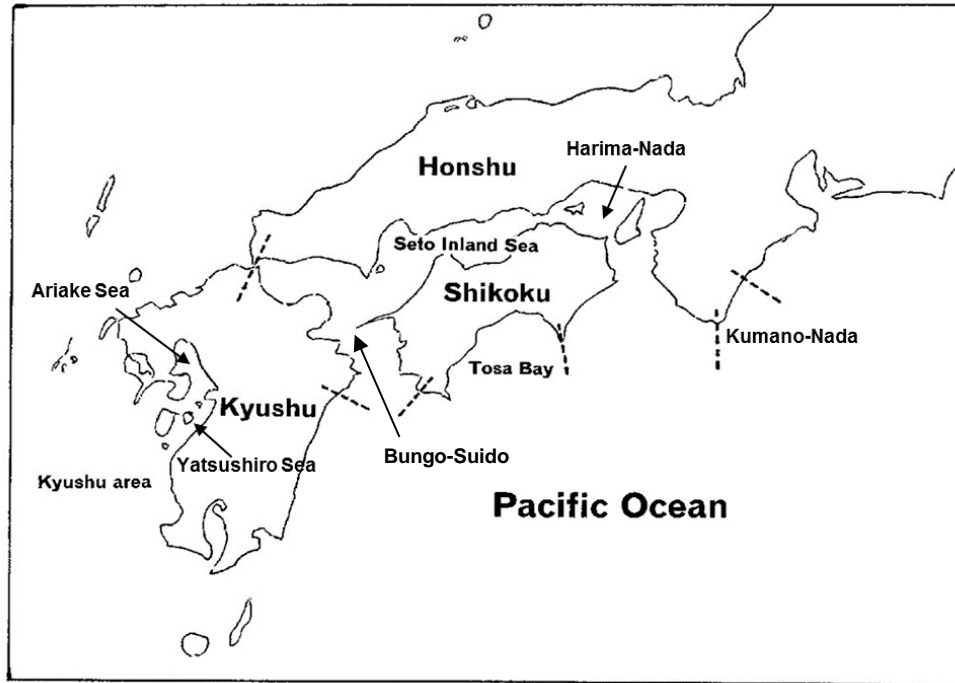 Harima-Nada
Honshu
Seto Inland Sea
Ariake Sea
Shikoku
Kumano-Nada
Tosa Bay
Kyushu
Bungo-Suido
Yatsushiro Sea
Kyushu area
Pacific Ocean